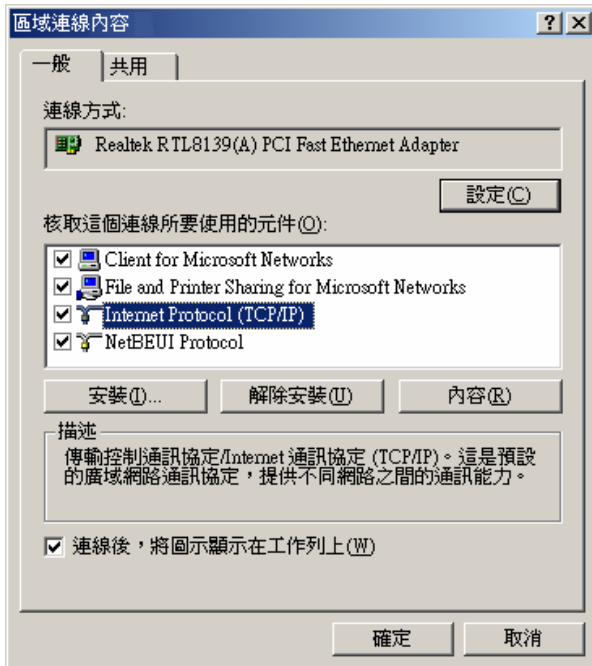 區域連線內容
一般 共用
連線方式:
Realtek RTL8139(A) PCI Fast Ethernet Adapter
設定(C)
核取這個連線所要使用的元件(O):
Client for Microsoft Networks
File and Printer Sharing for Microsoft Networks
Internet Protocol (TCP/IP)
NetBEUI Protocol
安裝(I)... 解除安裝(U) 內容(R)
描述
傳輸控制通訊協定/Internet 通訊協定 (TCP/IP)。這是預設
的廣域網路通訊協定，提供不同網路之間的通訊能力。
連線後，將圖示顯示在工作列上(W)
確定 取消